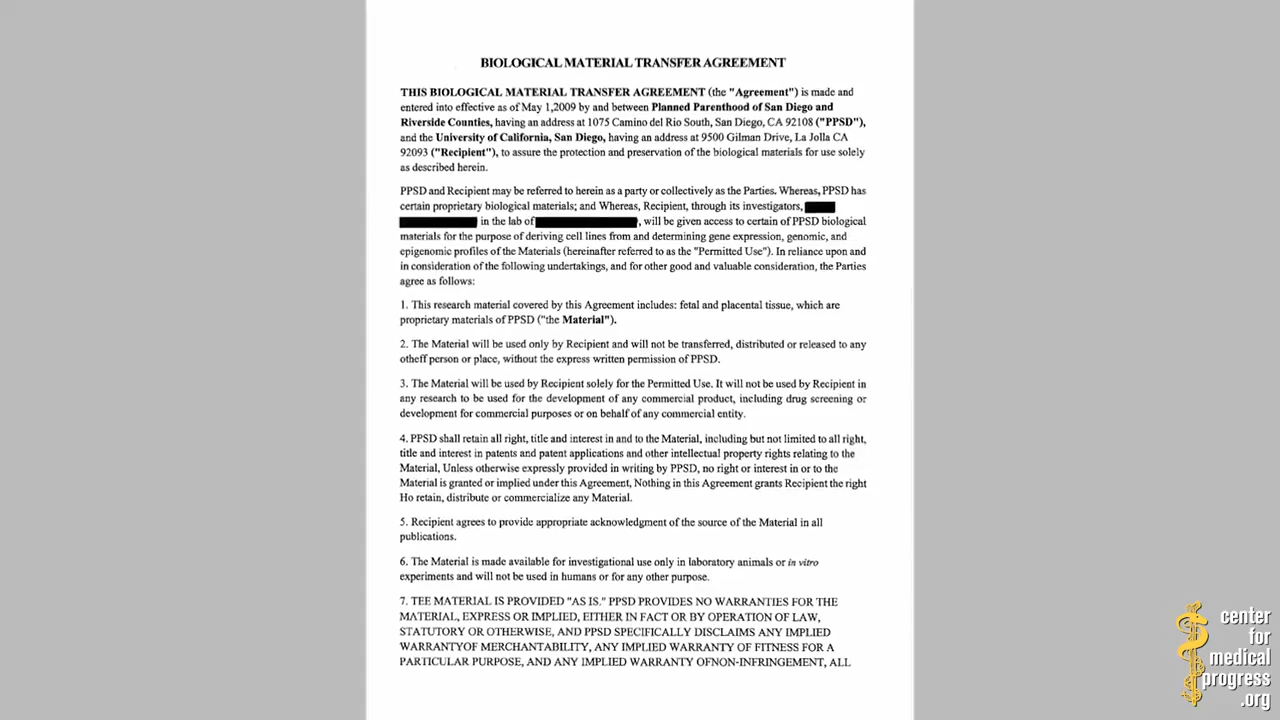 BIOLOGICAL MATERIAL TRANSFER AGREEMENT
THIS BIOLOGICAL MATERIAL TRANSFER AGREEMENT (the "Agreement") is made and
entered into effective as of May 1,2009 by and between Planned Parenthood of San Diego and
Riverside Counties, having an address at 1075 Camino del Rio South, San Diego, CA 92108 ("PPSD"),
and the University of California, San Diego, having an address at 9500 Gilman Drive, La Jolla CA
92093 ("Recipient"), to assure the protection and preservation of the biological materials for use solely
as described herein.
PPSD and Recipient may be referred to herein as a party or collectively as the Parties. Whereas, PPSD has
certain proprietary biological materials; and Whereas, Recipient, through its investigators,
in the lab of , will be given access to certain of PPSD biological
materials for the purpose of deriving cell lines from and determining gene expression, genomic, and
epigenomic profiles of the Materials (hereinafter referred to as the "Permitted Use"). In reliance upon and
in consideration of the following undertakings, and for other good and valuable consideration, the Parties
agree as follows:
1. This research material covered by this Agreement includes: fetal and placental tissue, which are
proprietary materials of PPSD ("the Material").
2. The Material will be used only by Recipient and will not be transferred, distributed or released to any
otheff person or place, without the express written permission of PPSD.
3. The Material will be used by Recipient solely for the Permitted Use. It will not be used by Recipient in
any research to be used for the development of any commercial product, including drug screening or
development for commercial purposes or on behalf of any commercial entity.
4. PPSD shall retain all right, title and interest in and to the Material, including but not limited to all right,
title and interest in patents and patent applications and other intellectual property rights relating to the
Material, Unless otherwise expressly provided in writing by PPSD, no right or interest in or to the
Material is granted or implied under this Agreement, Nothing in this Agreement grants Recipient the right
Ho retain, distribute or commercialize any Material.
5. Recipient agrees to provide appropriate acknowledgment of the source of the Material in all
publications.
6. The Material is made available for investigational use only in laboratory animals or in vitro
experiments and will not be used in humans or for any other purpose.
7. TEE MATERIAL IS PROVIDED "AS IS." PPSD PROVIDES NO WARRANTIES FOR THE
MATERIAL, EXPRESS OR IMPLIED, EITHER IN FACT OR BY OPERATION OF LAW,
STATUTORY OR OTHERWISE, AND PPSD SPECIFICALLY DISCLAIMS ANY IMPLIED
WARRANTYOF MERCHANTABILITY, ANY IMPLIED WARRANTY OF FITNESS FOR A
PARTICULAR PURPOSE, AND ANY IMPLIED WARRANTY OFNON-INFRINGEMENT, ALL
center
for
medical
progress
.org